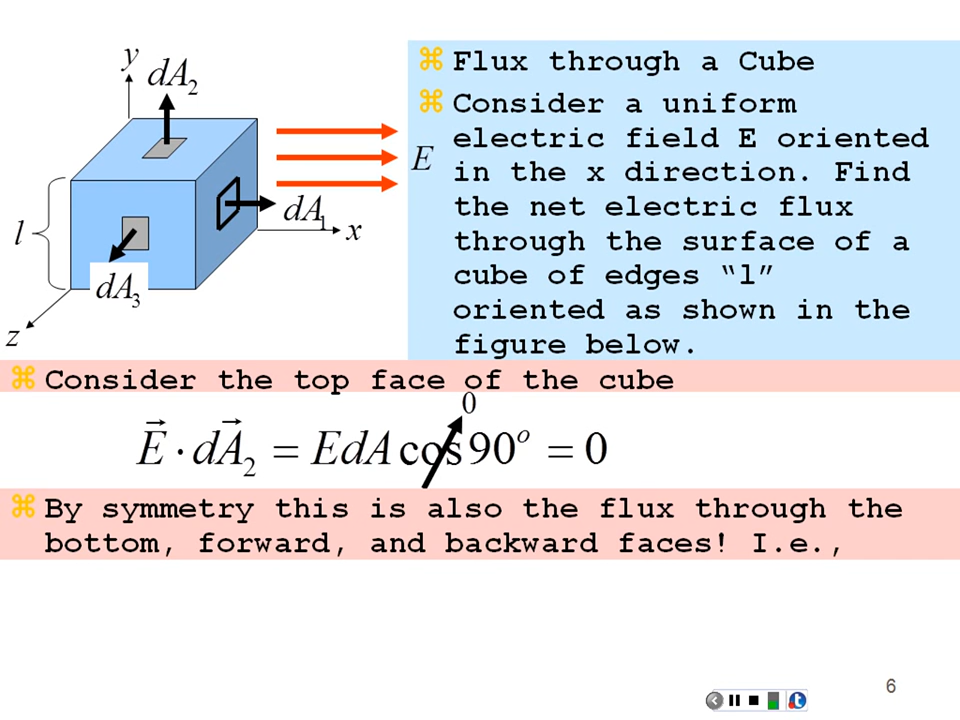 y
dA2
Flux through a Cube
Consider a uniform
electric field E oriented
in the x direction. Find
the net electric flux
through the surface of a
cube of edges “l”
oriented as shown in the
figure below.
E
dA1
x
l
dA3
z
Consider the top face of the cube
0
E · dA2 = EdA cos 90° = 0
By symmetry this is also the flux through the
bottom, forward, and backward faces! I.e.,
6